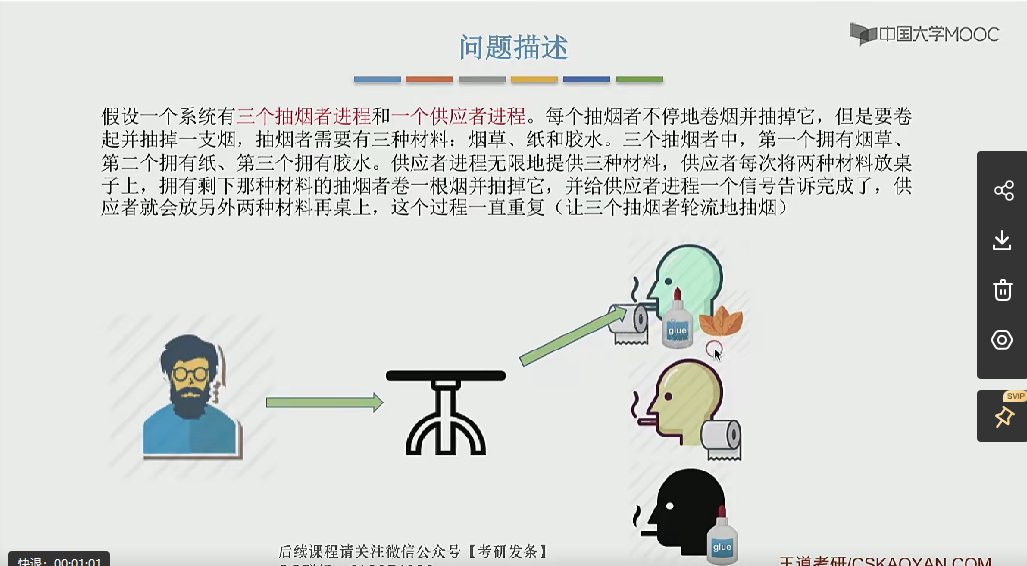 中国大学MOOC
问题描述
假设一个系统有三个抽烟者进程和一个供应者进程。每个抽烟者不停地卷烟并抽掉它，但是要卷
起并抽掉一支烟，抽烟者需要有三种材料：烟草、纸和胶水。三个抽烟者中，第一个拥有烟草、
第二个拥有纸、第三个拥有胶水。供应者进程无限地提供三种材料，供应者每次将两种材料放桌
子上，拥有剩下那种材料的抽烟者卷一根烟并抽掉它，并给供应者进程一个信号告诉完成了，供
应者就会放另外两种材料再桌上，这个过程一直重复（让三个抽烟者轮流地抽烟）
glue
SVIP
glue
后续课程请关注微信公众号【考研发条】
王道考研/CSKAOYAN.COM
快退：00:01:01